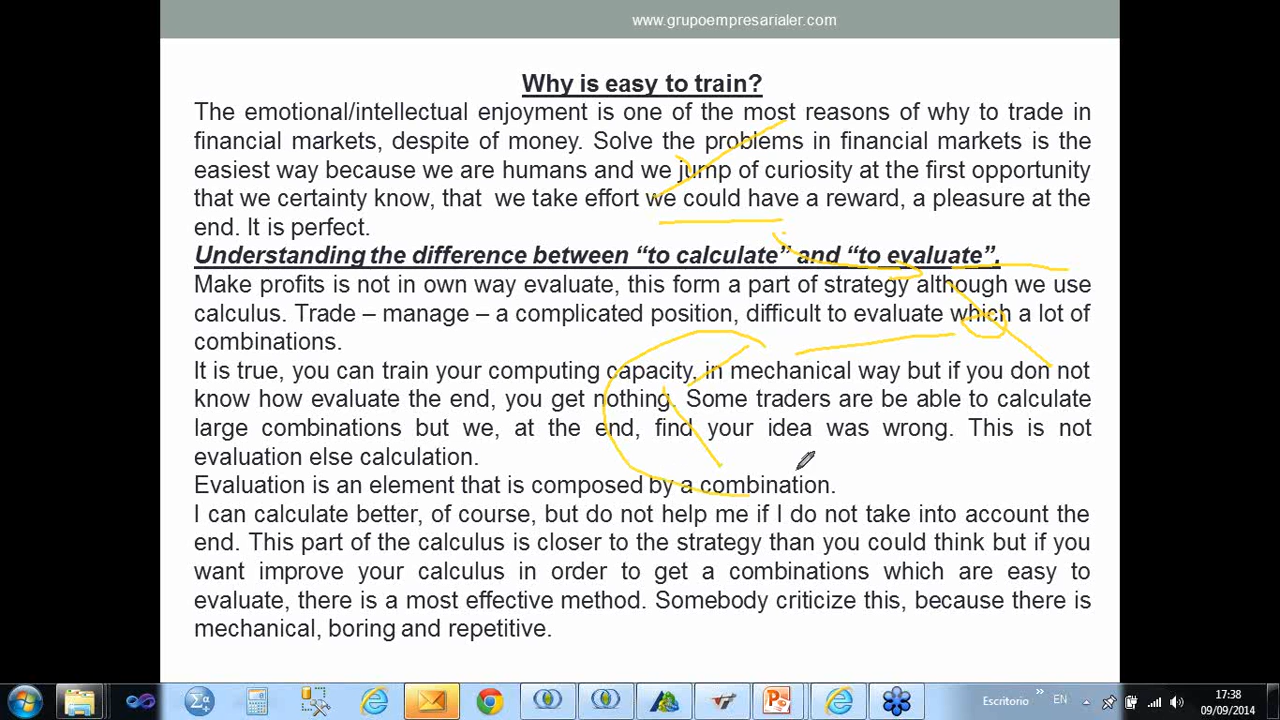 www.grupoempresarialer.com
Why is easy to train?
The emotional/intellectual enjoyment is one of the most reasons of why to trade in
financial markets, despite of money. Solve the problems in financial markets is the
easiest way because we are humans and we jump of curiosity at the first opportunity
that we certainty know, that we take effort we could have a reward, a pleasure at the
end. It is perfect.
Understanding the difference between “to calculate” and “to evaluate”.
Make profits is not in own way evaluate, this form a part of strategy although we use
calculus. Trade – manage – a complicated position, difficult to evaluate which a lot of
combinations.
It is true, you can train your computing capacity. in mechanical way but if you don not
know how evaluate the end, you get nothing. Some traders are be able to calculate
large combinations but we, at the end, find your idea was wrong. This is not
evaluation else calculation.
Evaluation is an element that is composed by a combination.
I can calculate better, of course, but do not help me if I do not take into account the
end. This part of the calculus is closer to the strategy than you could think but if you
want improve your calculus in order to get a combinations which are easy to
evaluate, there is a most effective method. Somebody criticize this, because there is
mechanical, boring and repetitive.
Escritorio » EN 17:38
09/09/2014